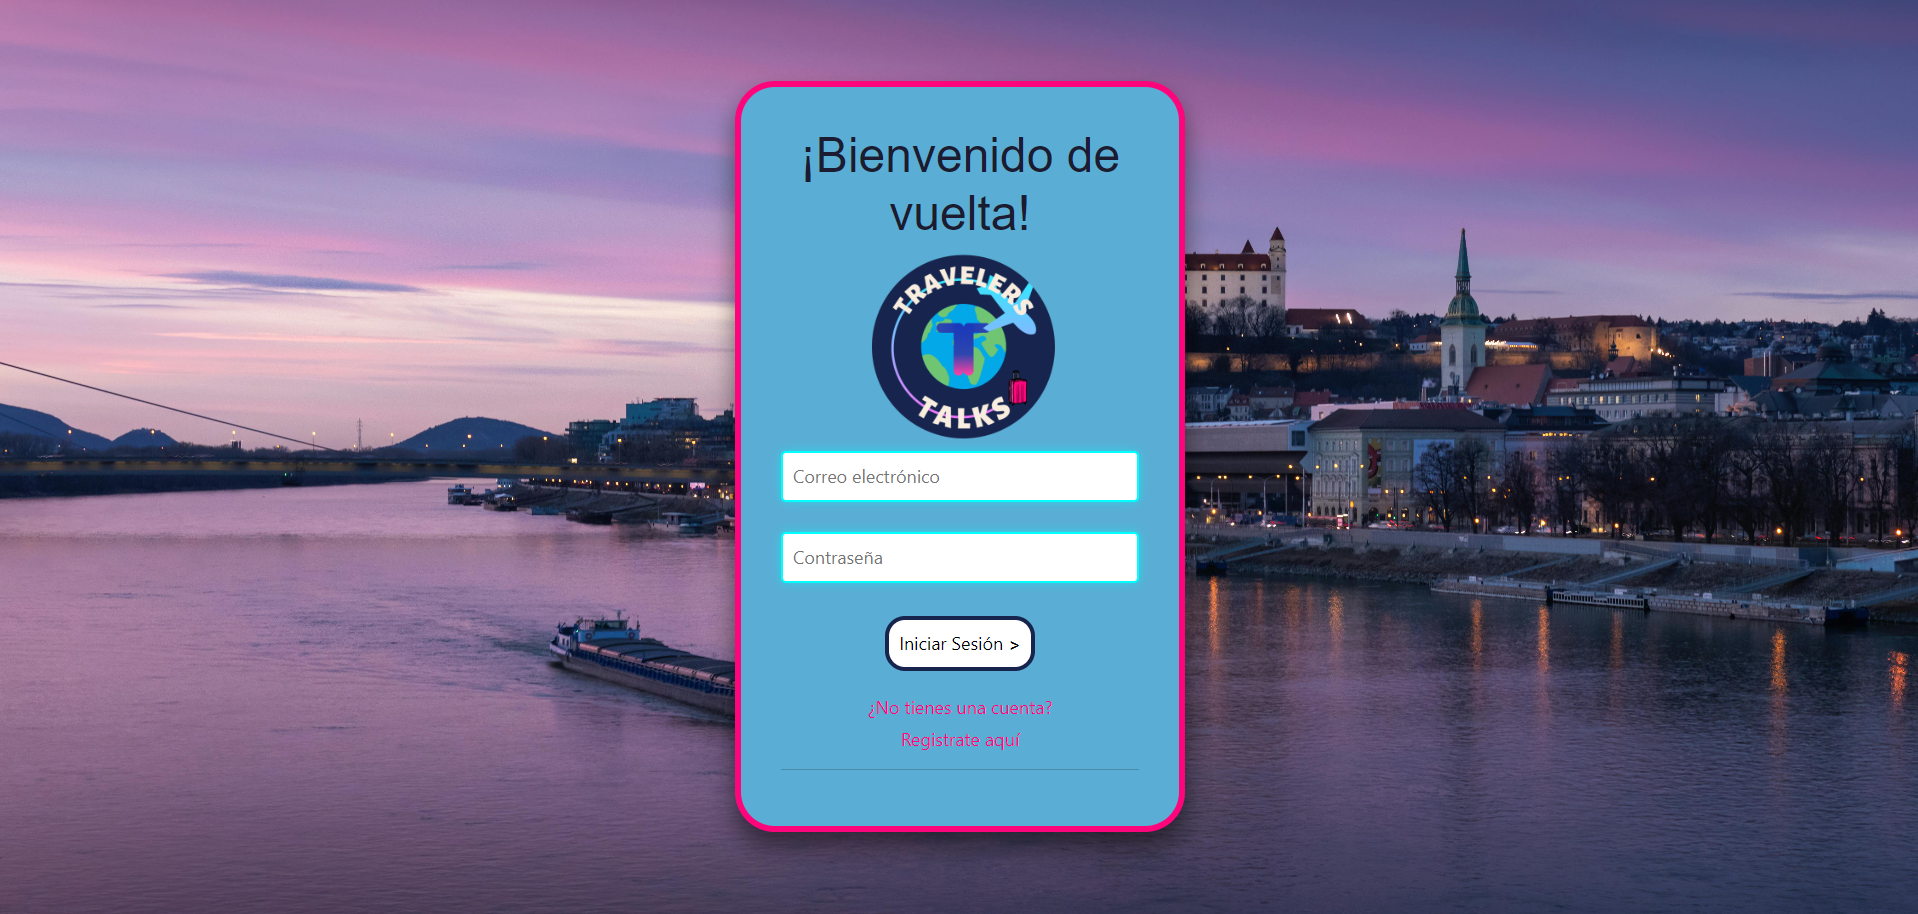 ¡Bienvenido de
vuelta!
TRAVELERS
T
TALKS
Correo electrónico
Contraseña
Iniciar Sesión >
¿No tienes una cuenta?
Registrate aquí